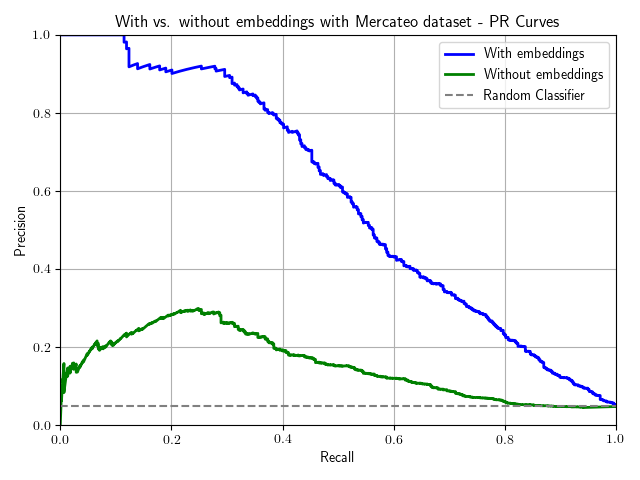 With vs. without embeddings with Mercateo dataset - PR Curves
1.0
0.8
0.6
0.4
0.2
0.0
Precision
With embeddings
Without embeddings
Random Classifier
0.0 0.2 0.4 0.6 0.8 1.0
Recall